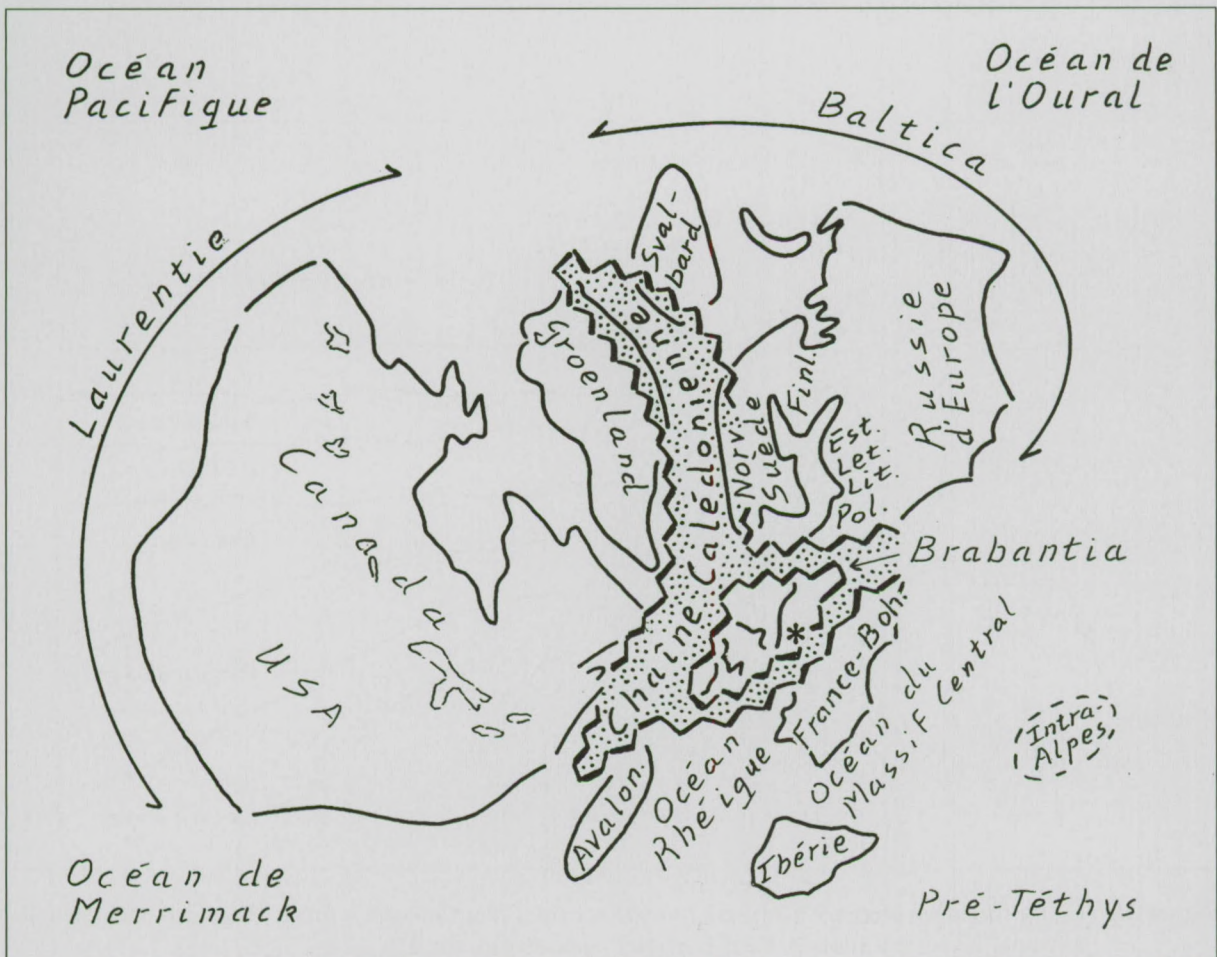 Océan
Pacifique
Océan de
l'Oural
Baltica
Laurentie
Sval-
bard
Groenland
Chaîne Calédonienne
Norv.
Suède
Finl.
Russie
d'Europe
Est.
Let.
Lit.
Pol.
Canada
USA
Brabantia
*
France-Boh.
Océan du
Massif Central
Intra-
Alpes
Avalon.
Océan
Rhéïque
Ibérie
Océan de
Merrimack
Pré-Téthys